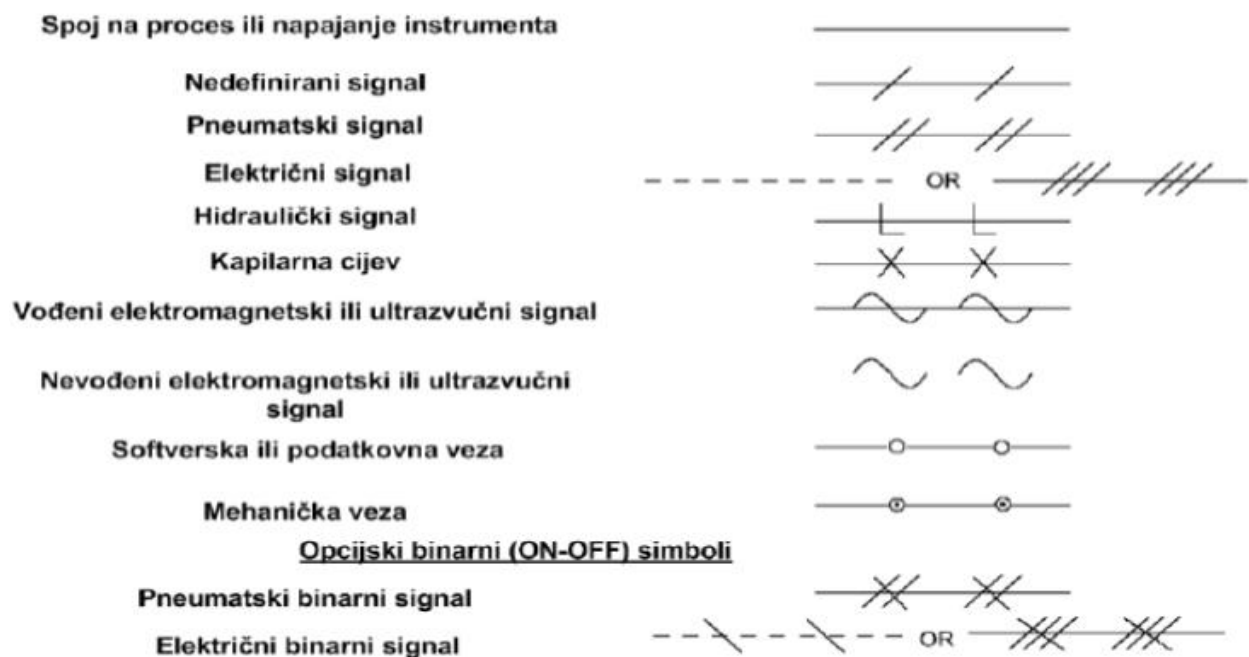 Spoj na proces ili napajanje instrumenta
Nedefinirani signal
Pneumatski signal
Električni signal
OR
Hidraulički signal
Kapilarna cijev
Vođeni elektromagnetski ili ultrazvučni signal
Nevođeni elektromagnetski ili ultrazvučni
signal
Softverska ili podatkovna veza
Mehanička veza
Opcijski binarni (ON-OFF) simboli
Pneumatski binarni signal
Električni binarni signal
OR